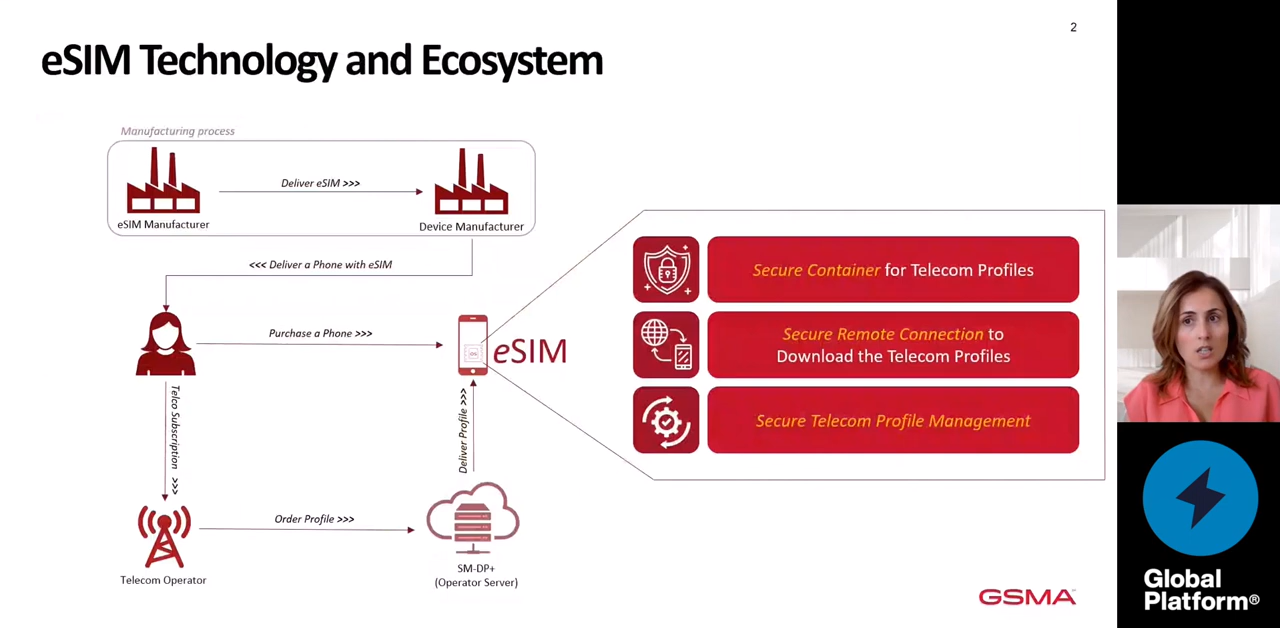 2
eSIM Technology and Ecosystem
Manufacturing process
Deliver eSIM >>>
eSIM Manufacturer
Device Manufacturer
<<< Deliver a Phone with eSIM
Purchase a Phone >>>
eSIM
Telco Subscription >>>
Deliver Profile >>>
Order Profile >>>
Telecom Operator
SM-DP+
(Operator Server)
Secure Container for Telecom Profiles
Secure Remote Connection to
Download the Telecom Profiles
Secure Telecom Profile Management
GSMA
Global
Platform®